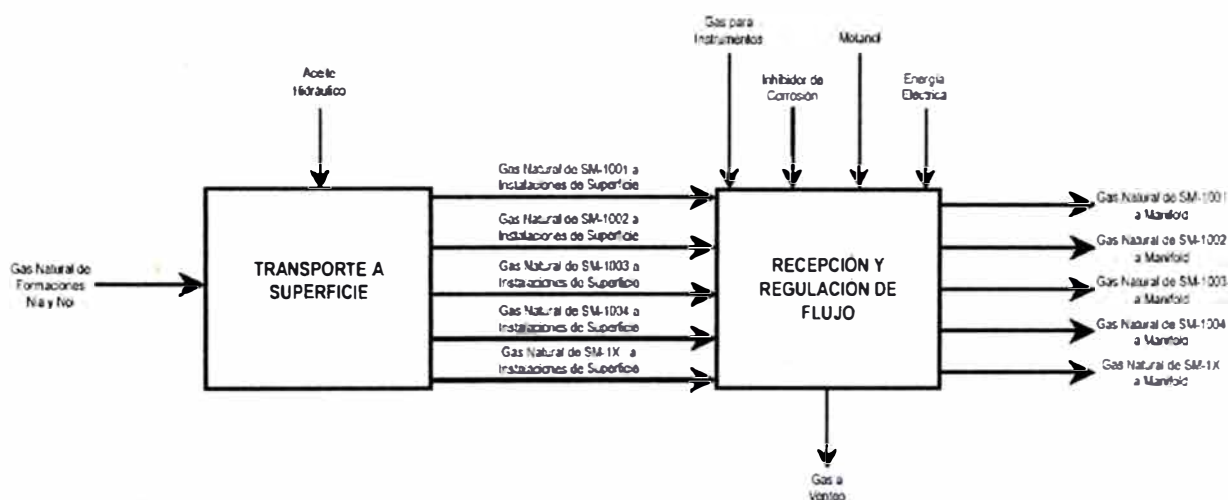 Gas para
Instrumentos
Metanol
Aceite
Hidráulico
Inhibidor de
Corrosión
Energía
Eléctrica
Gas Natural de SM-1001 a
Instalaciones de Superficie
Gas Natural de SM-1002 a
Instalaciones de Superficie
Gas Natural de SM-1003 a
Instalaciones de Superficie
Gas Natural de SM-1004 a
Instalaciones de Superficie
Gas Natural de SM-1X a
Instalaciones de Superficie
Gas Natural de
Formaciones
Nia y Noi
TRANSPORTE A
SUPERFICIE
RECEPCIÓN Y
REGULACIÓN DE
FLUJO
Gas Natural de SM-1001
a Manifold
Gas Natural de SM-1002
a Manifold
Gas Natural de SM-1003
a Manifold
Gas Natural de SM-1004
a Manifold
Gas Natural de SM-1X
a Manifold
Gas a
Venteo